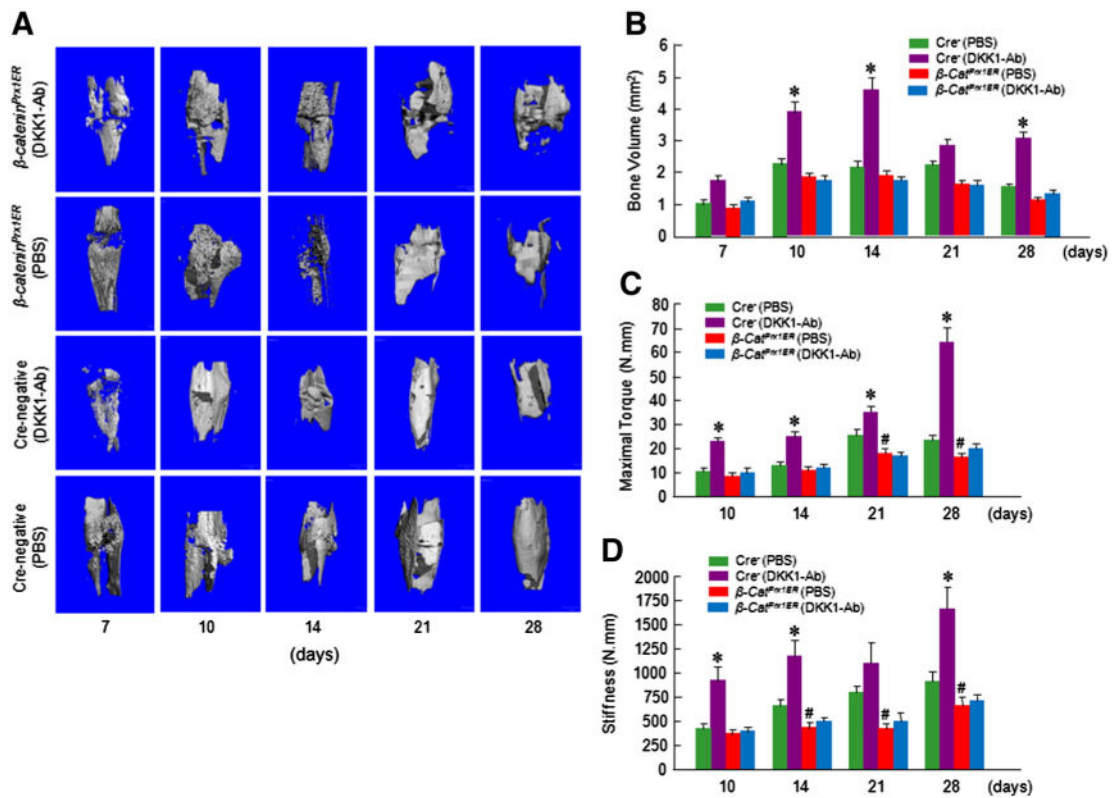 A
β-catenin^Prx1ER
(DKK1-Ab)
β-catenin^Prx1ER
(PBS)
Cre-negative
(DKK1-Ab)
Cre-negative
(PBS)
7 10 14 21 28
(days)
B
Bone Volume (mm²)
6
5
4
3
2
1
0
Cre⁻ (PBS)
Cre⁻ (DKK1-Ab)
β-Cat^Prx1ER (PBS)
β-Cat^Prx1ER (DKK1-Ab)
* * *
7 10 14 21 28 (days)
C
Maximal Torque (N.mm)
80
70
60
50
40
30
20
10
0
Cre⁻ (PBS)
Cre⁻ (DKK1-Ab)
β-Cat^Prx1ER (PBS)
β-Cat^Prx1ER (DKK1-Ab)
* * * # * #
10 14 21 28 (days)
D
Stiffness (N.mm)
2000
1750
1500
1250
1000
750
500
250
0
Cre⁻ (PBS)
Cre⁻ (DKK1-Ab)
β-Cat^Prx1ER (PBS)
β-Cat^Prx1ER (DKK1-Ab)
* * # # * #
10 14 21 28 (days)